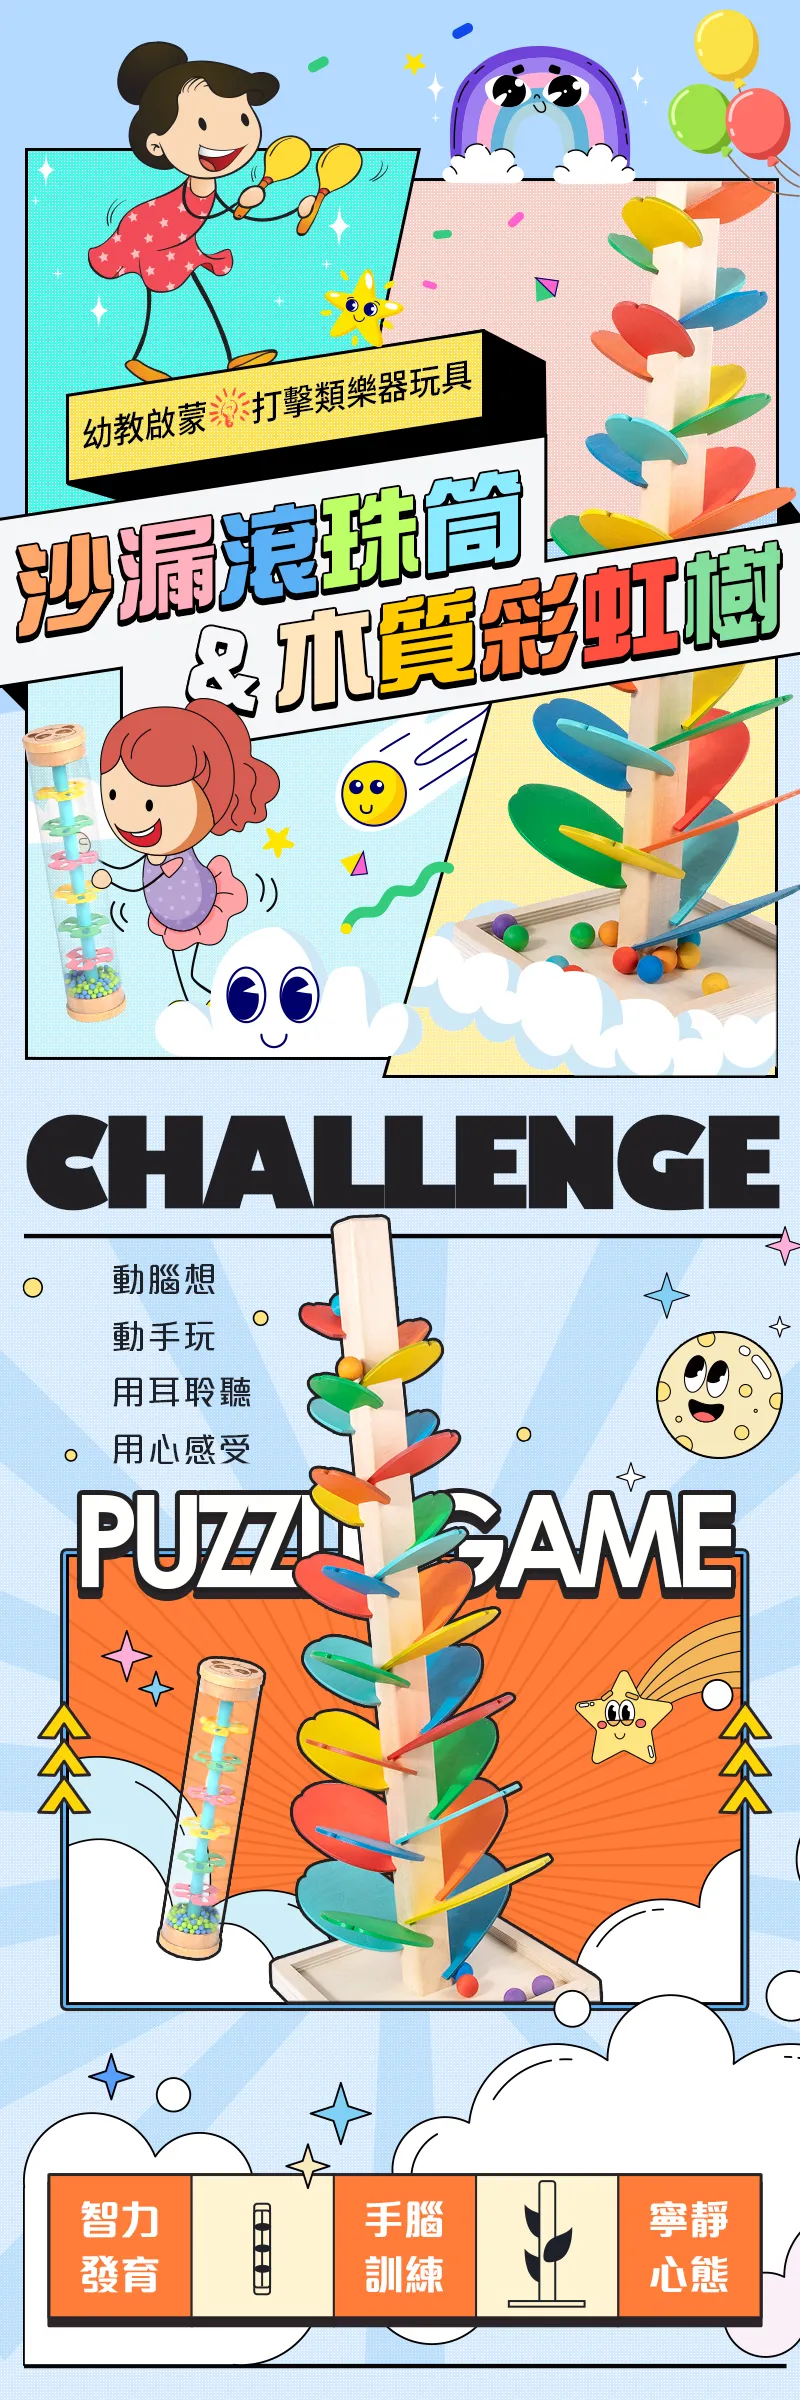 幼教啟蒙打擊類樂器玩具
沙漏滾珠筒
&木質彩虹樹
CHALLENGE
動腦想
動手玩
用耳聆聽
用心感受
PUZZLE GAME
智力
發育
手腦
訓練
寧靜
心態